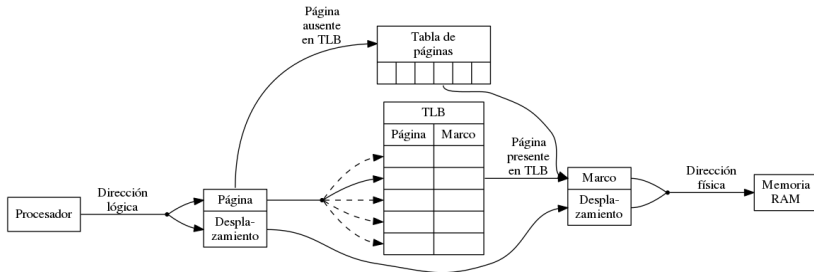 Página
ausente
en TLB
Tabla de
páginas
TLB
Página Marco
Página
presente
en TLB
Procesador
Dirección
lógica
Página
Despla-
zamiento
Marco
Despla-
zamiento
Dirección
física
Memoria
RAM